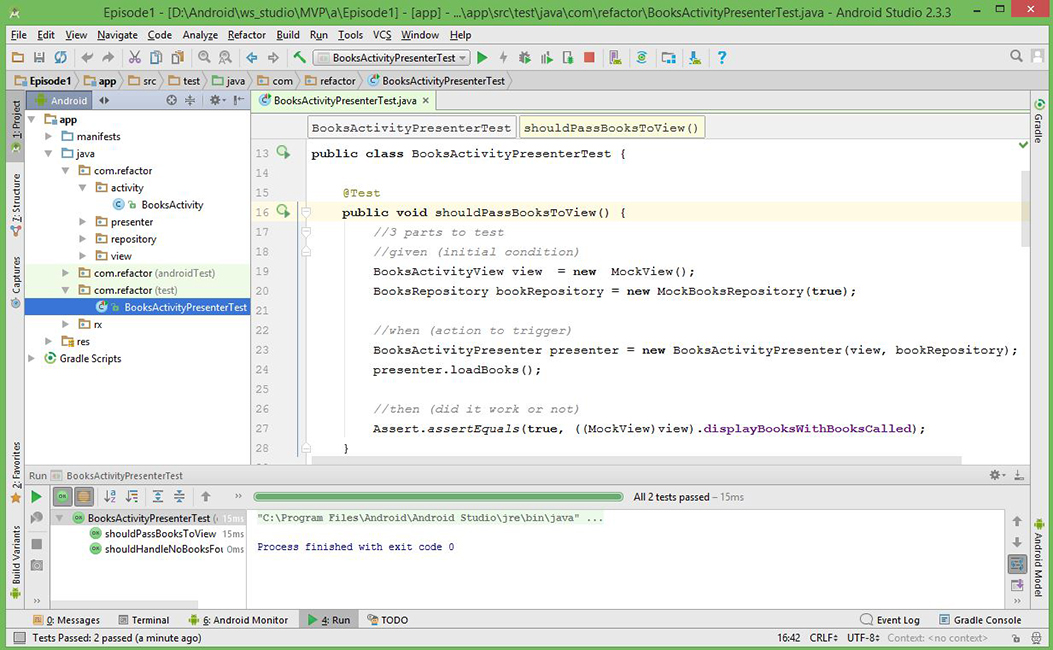 Episode1 - [D:\Android\ws_studio\MVP\a\Episode1] - [app] - ...\app\src\test\java\com\refactor\BooksActivityPresenterTest.java - Android Studio 2.3.3
File Edit View Navigate Code Analyze Refactor Build Run Tools VCS Window Help
BooksActivityPresenterTest
Episode1 app src test java com refactor BooksActivityPresenterTest
Android
BooksActivityPresenterTest.java
1: Project
7: Structure
Captures
2: Favorites
Build Variants
app
manifests
java
com.refactor
activity
BooksActivity
presenter
repository
view
com.refactor (androidTest)
com.refactor (test)
BooksActivityPresenterTest
rx
res
Gradle Scripts
BooksActivityPresenterTest shouldPassBooksToView()
13 public class BooksActivityPresenterTest {
14
15 @Test
16 public void shouldPassBooksToView() {
17 //3 parts to test
18 //given (initial condition)
19 BooksActivityView view  = new  MockView();
20 BooksRepository bookRepository = new MockBooksRepository(true);
21
22 //when (action to trigger)
23 BooksActivityPresenter presenter = new BooksActivityPresenter(view, bookRepository);
24 presenter.loadBooks();
25
26 //then (did it work or not)
27 Assert.assertEquals(true, ((MockView)view).displayBooksWithBooksCalled);
28 }
Gradle
Android Model
Run BooksActivityPresenterTest
All 2 tests passed – 15ms
BooksActivityPresenterTest ( 15ms
shouldPassBooksToView 15ms
shouldHandleNoBooksFou 0ms
"C:\Program Files\Android\Android Studio\jre\bin\java" ...
Process finished with exit code 0
0: Messages Terminal 6: Android Monitor 4: Run TODO Event Log Gradle Console
Tests Passed: 2 passed (a minute ago) 16:42 CRLF UTF-8 Context: <no context>